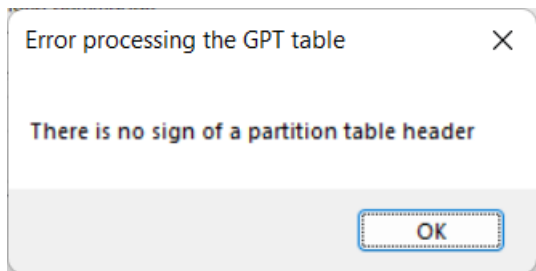 Error processing the GPT table
There is no sign of a partition table header
OK